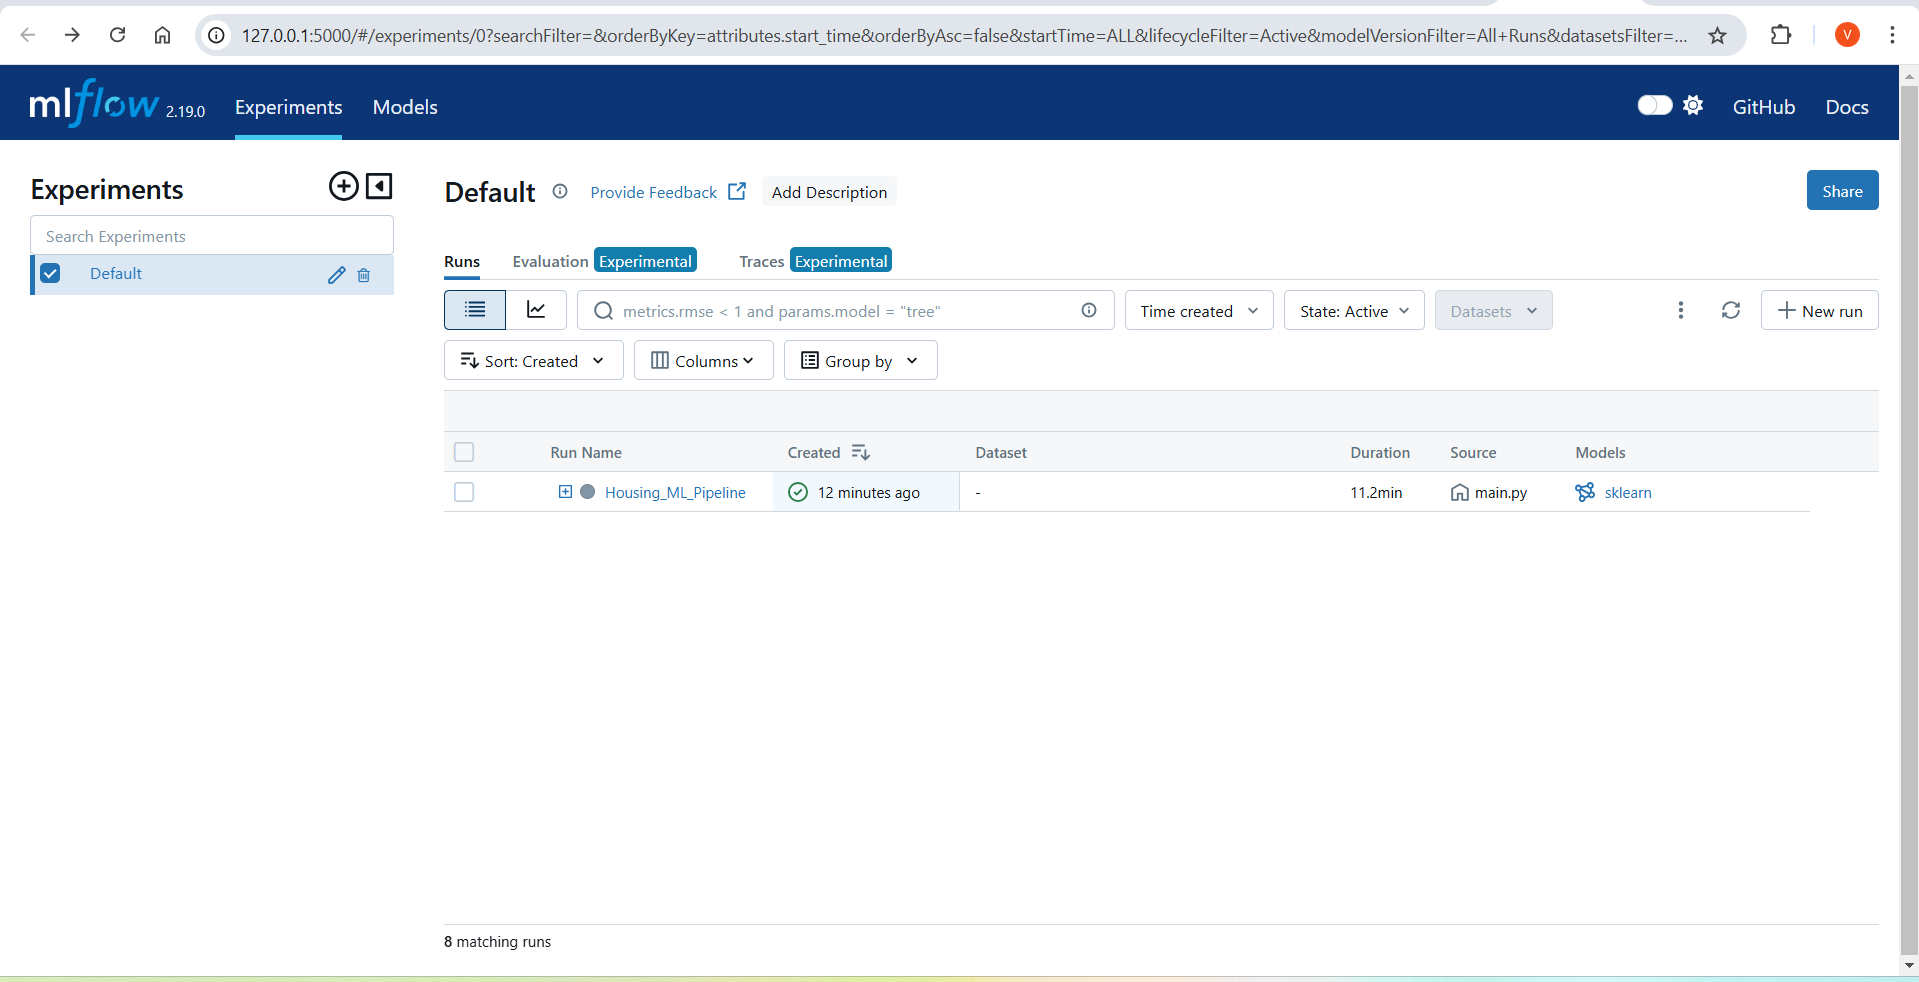 127.0.0.1:5000/#/experiments/0?searchFilter=&orderByKey=attributes.start_time&orderByAsc=false&startTime=ALL&lifecycleFilter=Active&modelVersionFilter=All+Runs&datasetsFilter=...
V
mlflow 2.19.0 Experiments Models GitHub Docs
Experiments
Search Experiments
Default
Default Provide Feedback Add Description Share
Runs Evaluation Experimental Traces Experimental
metrics.rmse < 1 and params.model = "tree" Time created State: Active Datasets New run
Sort: Created Columns Group by
Run Name Created Dataset Duration Source Models
Housing_ML_Pipeline 12 minutes ago - 11.2min main.py sklearn
8 matching runs